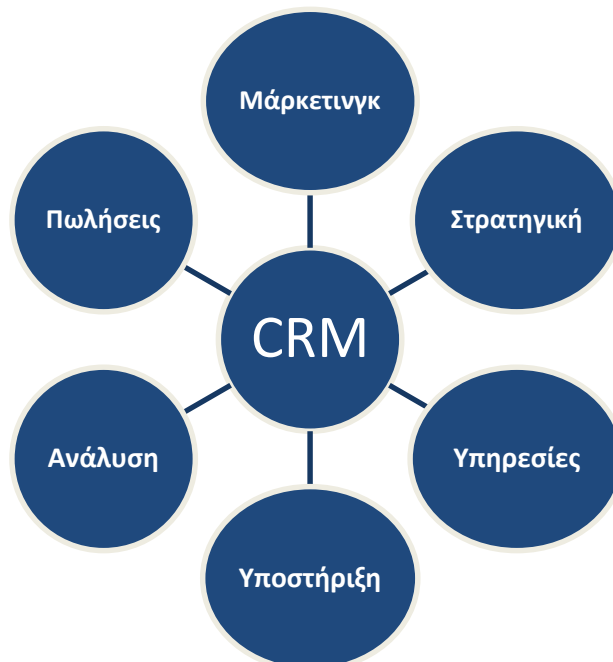 Μάρκετινγκ
Πωλήσεις
Στρατηγική
CRM
Ανάλυση
Υπηρεσίες
Υποστήριξη